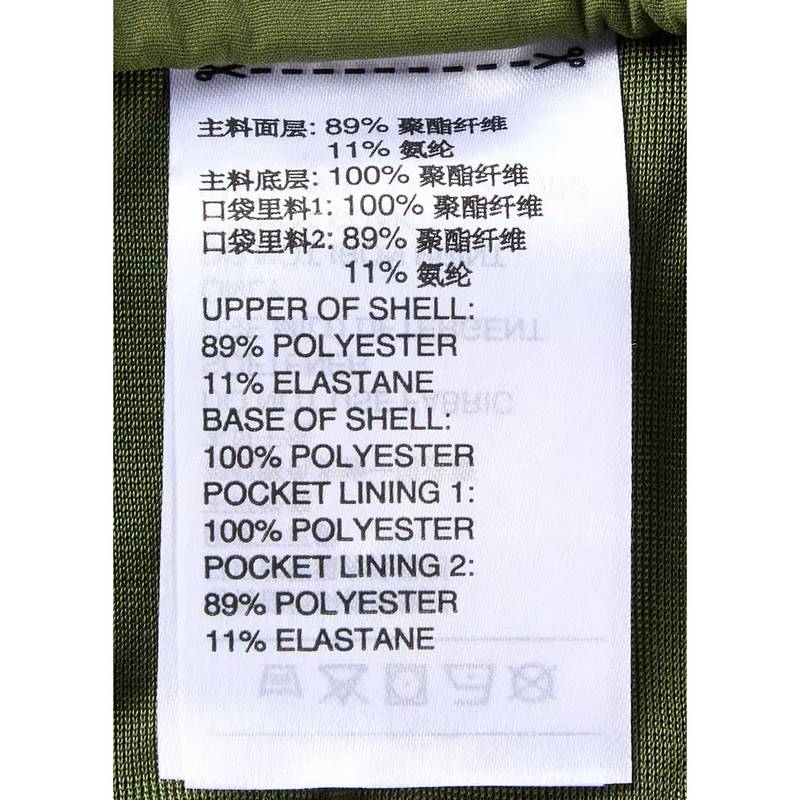 主料面层: 89% 聚酯纤维
11% 氨纶
主料底层: 100% 聚酯纤维
口袋里料1: 100% 聚酯纤维
口袋里料2: 89% 聚酯纤维
11% 氨纶
UPPER OF SHELL:
89% POLYESTER
11% ELASTANE
BASE OF SHELL:
100% POLYESTER
POCKET LINING 1:
100% POLYESTER
POCKET LINING 2:
89% POLYESTER
11% ELASTANE